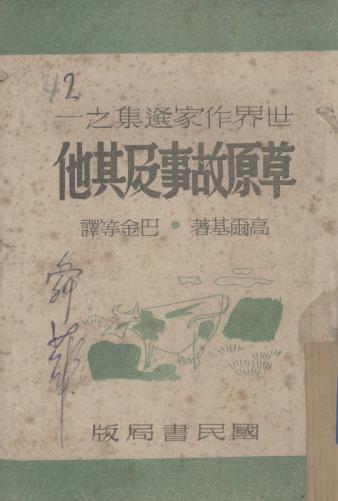 42
世界作家選集之一
草原故事及其他
高爾基著•巴金等譯
國民書局版